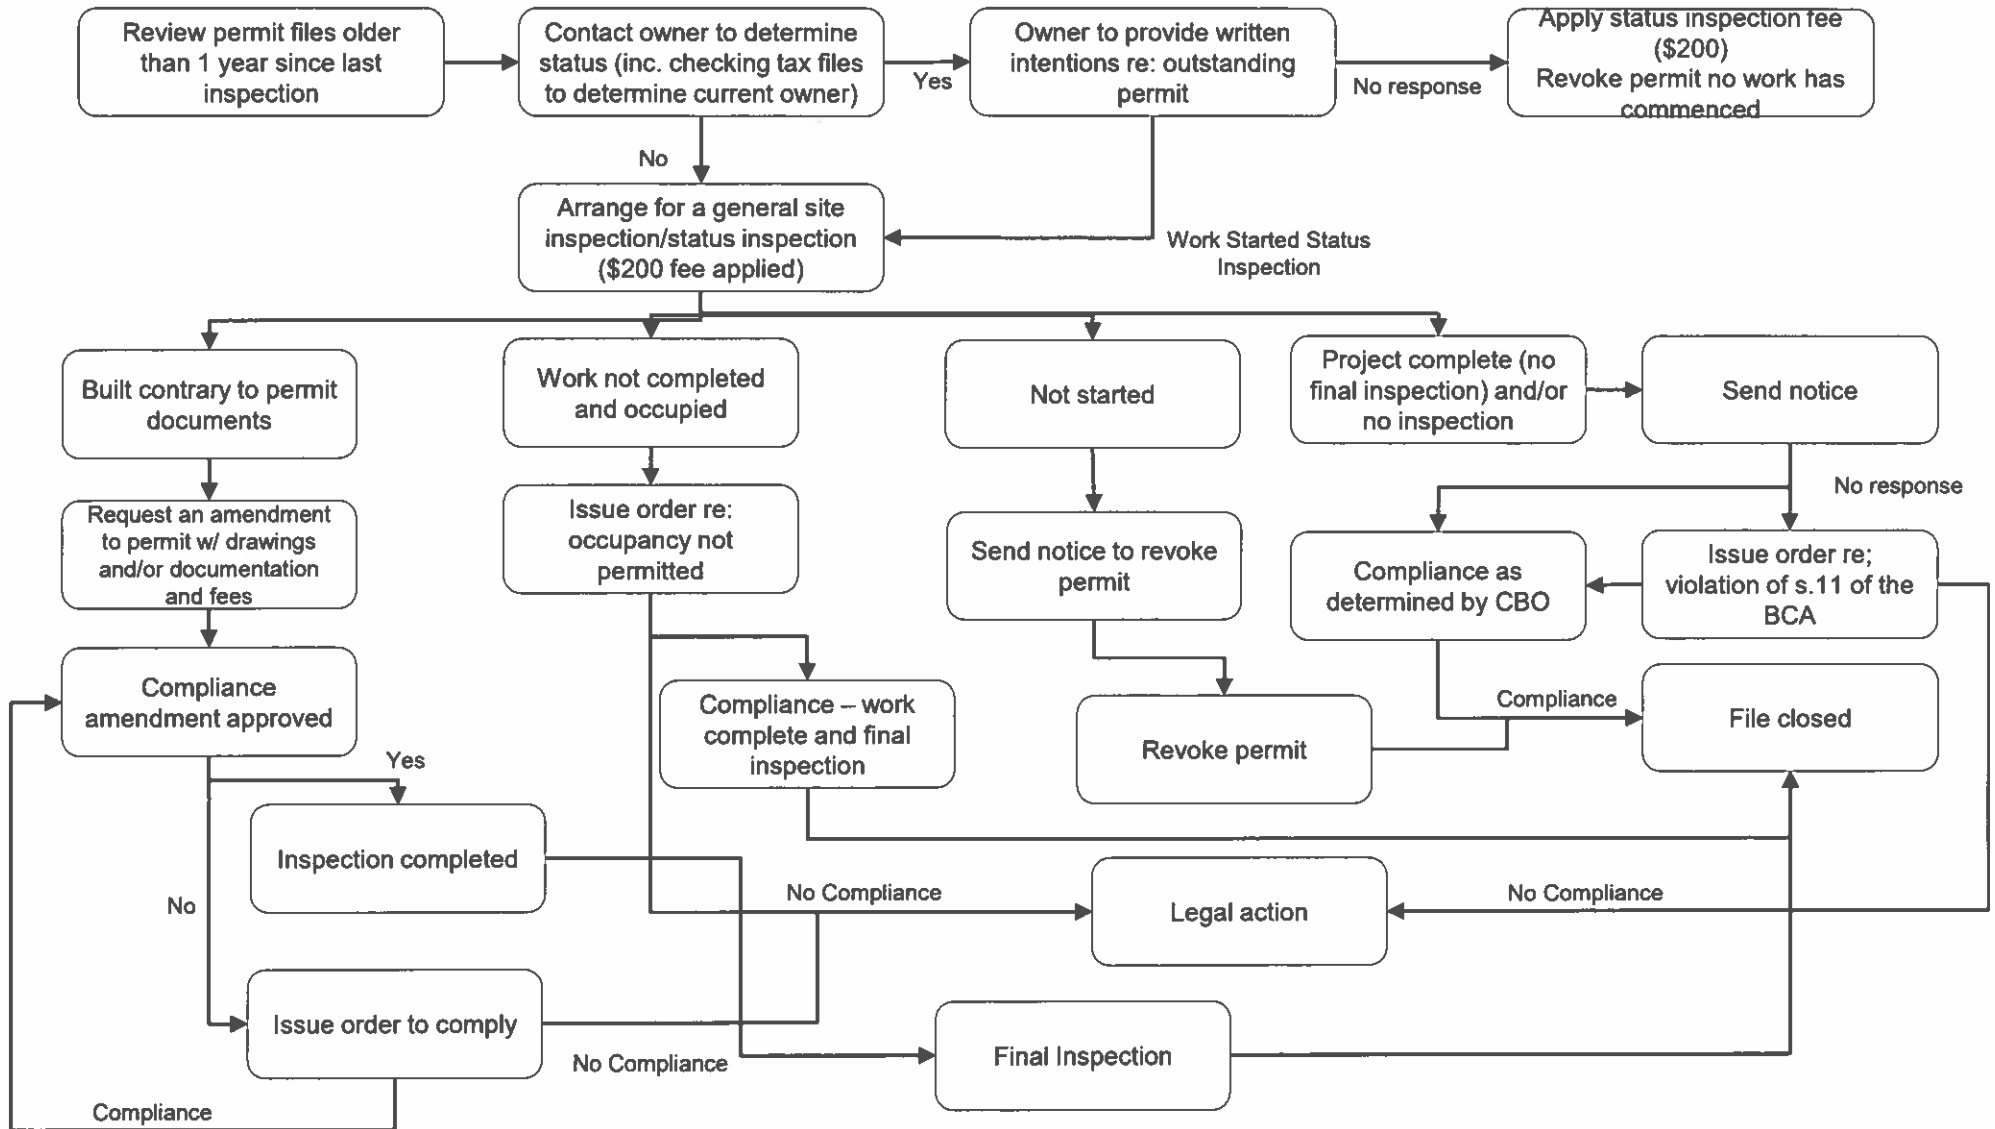 Review permit files older
than 1 year since last
inspection
Contact owner to determine
status (inc. checking tax files
to determine current owner)
Yes
Owner to provide written
intentions re: outstanding
permit
No response
Apply status inspection fee
($200)
Revoke permit no work has
commenced
No
Arrange for a general site
inspection/status inspection
($200 fee applied)
Work Started Status
Inspection
Built contrary to permit
documents
Work not completed
and occupied
Not started
Project complete (no
final inspection) and/or
no inspection
Send notice
No response
Request an amendment
to permit w/ drawings
and/or documentation
and fees
Issue order re:
occupancy not
permitted
Send notice to revoke
permit
Compliance as
determined by CBO
Issue order re;
violation of s.11 of the
BCA
Compliance
amendment approved
Compliance – work
complete and final
inspection
Revoke permit
Compliance
File closed
Yes
Inspection completed
No
No Compliance
Legal action
No Compliance
Issue order to comply
No Compliance
Final Inspection
Compliance